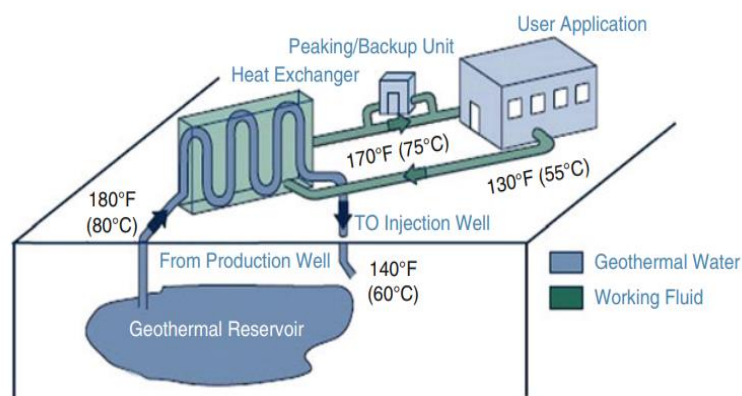 User Application
Peaking/Backup Unit
Heat Exchanger
170°F (75°C)
130°F (55°C)
180°F
(80°C)
TO Injection Well
From Production Well
140°F
(60°C)
Geothermal Water
Working Fluid
Geothermal Reservoir